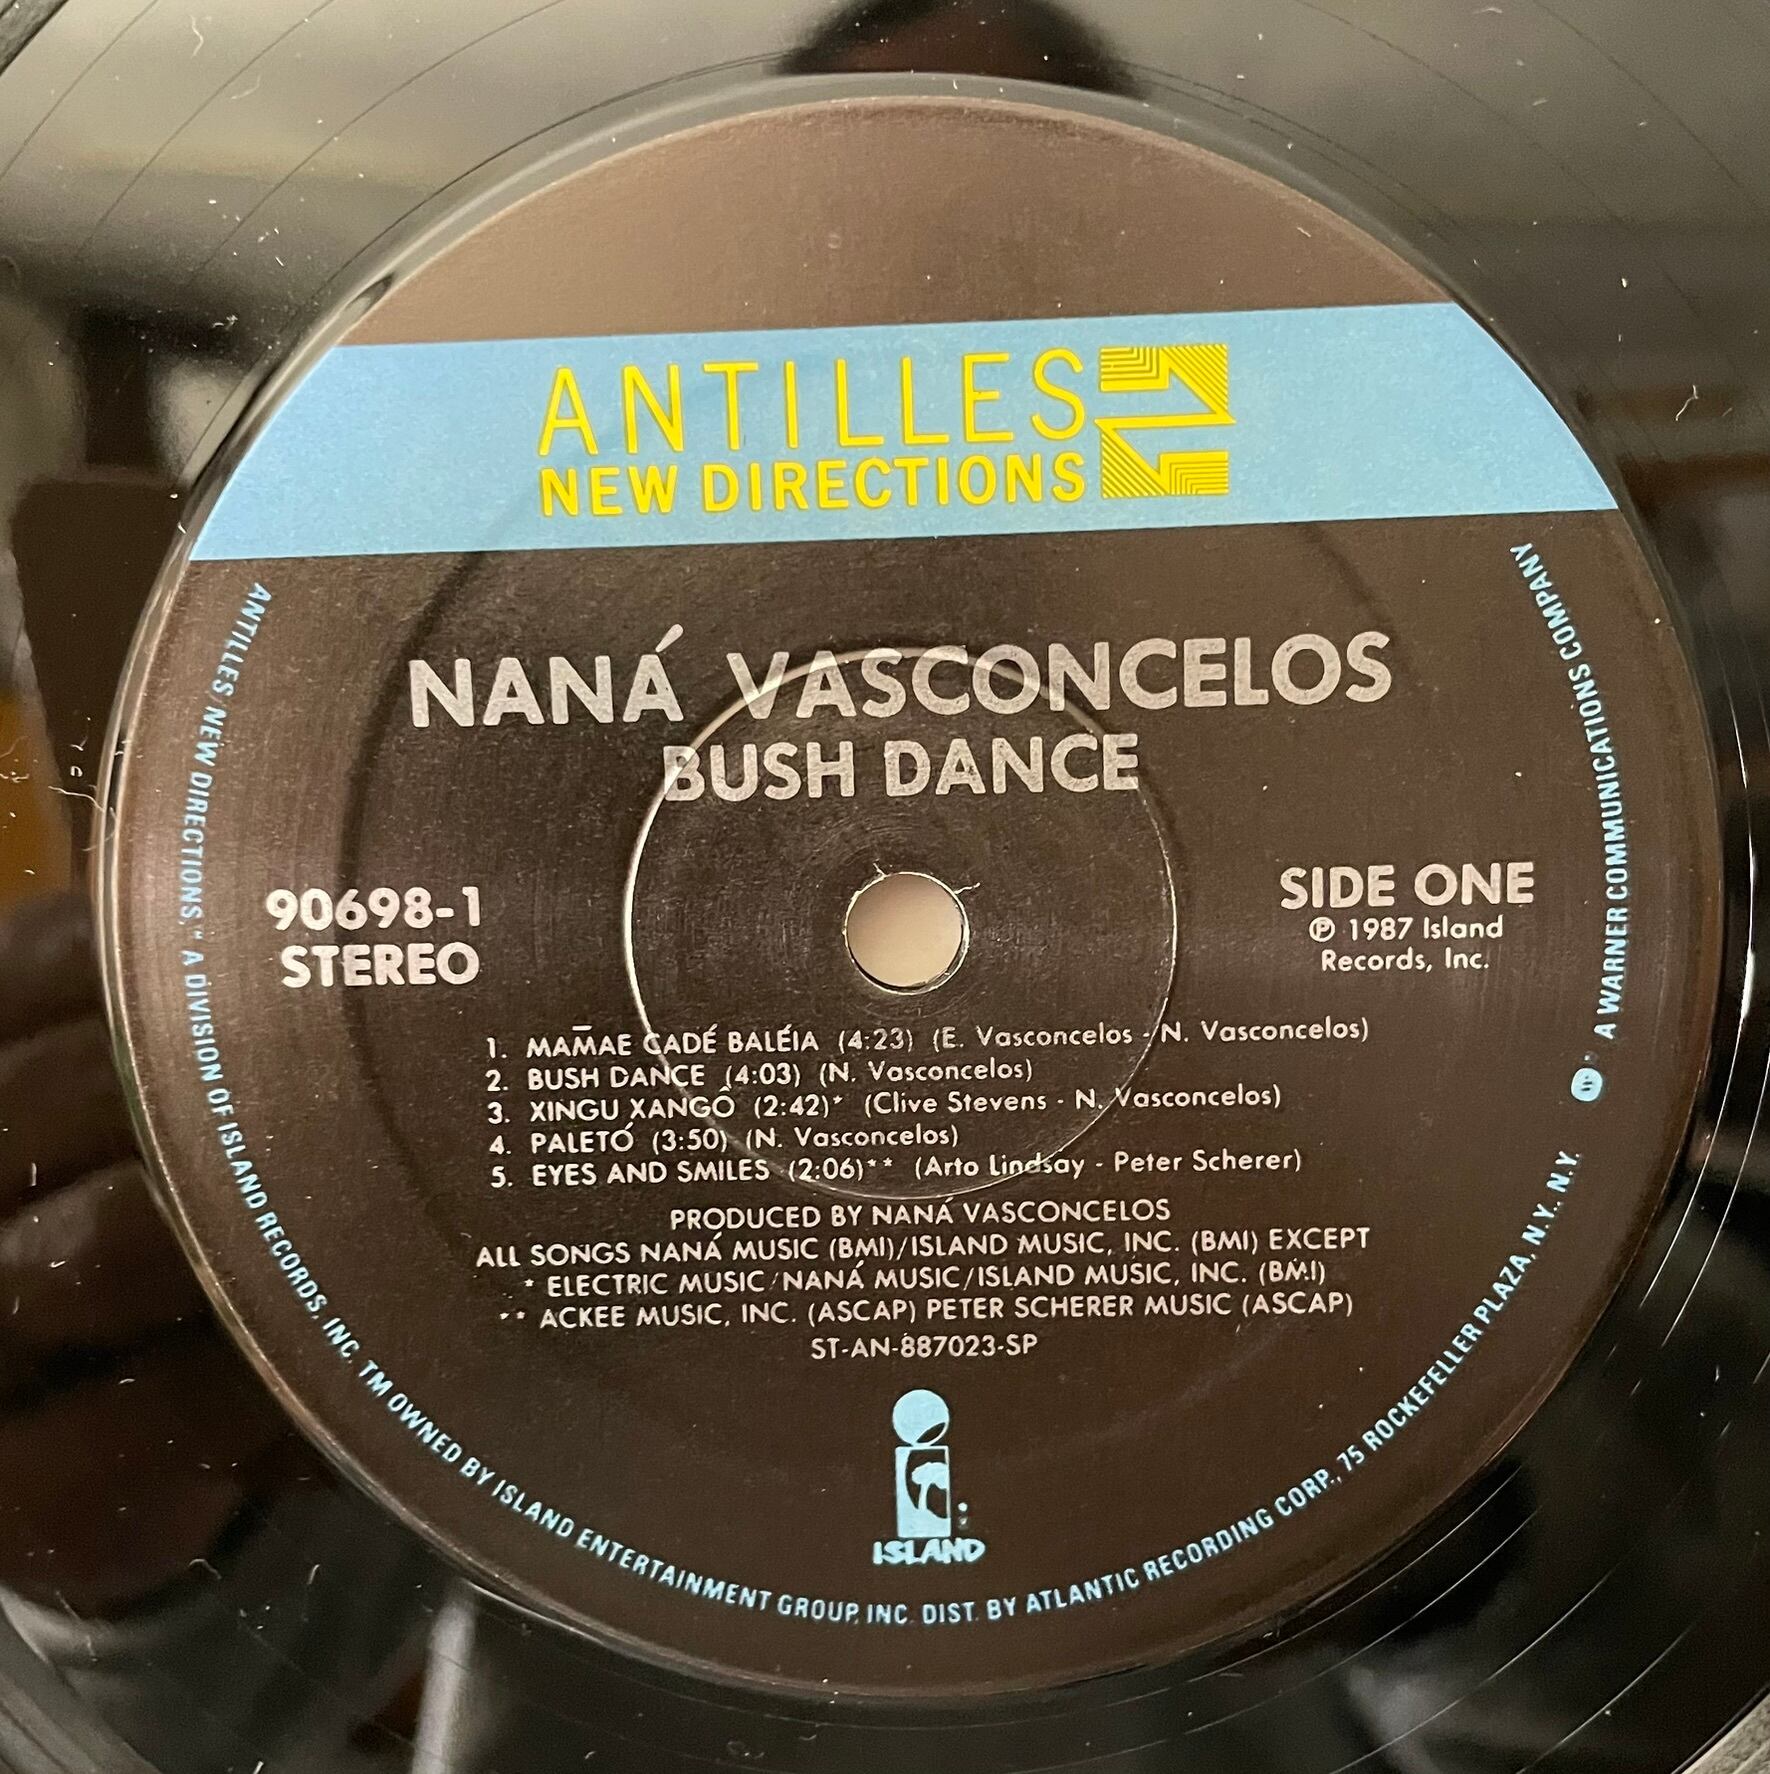 ANTILLES
NEW DIRECTIONS
NANÁ VASCONCELOS
BUSH DANCE
90698-1
STEREO
SIDE ONE
℗ 1987 Island
Records, Inc.
1. MAM̅AE CADÉ BALÉIA (4:23) (E. Vasconcelos - N. Vasconcelos)
2. BUSH DANCE (4:03) (N. Vasconcelos)
3. XINGU XANGÔ (2:42)* (Clive Stevens - N. Vasconcelos)
4. PALETÓ (3:50) (N. Vasconcelos)
5. EYES AND SMILES (2:06)** (Arto Lindsay - Peter Scherer)
PRODUCED BY NANÁ VASCONCELOS
ALL SONGS NANÁ MUSIC (BMI)/ISLAND MUSIC, INC. (BMI) EXCEPT
* ELECTRIC MUSIC/NANÁ MUSIC/ISLAND MUSIC, INC. (BMI)
** ACKEE MUSIC, INC. (ASCAP) PETER SCHERER MUSIC (ASCAP)
ST-AN-887023-SP
ISLAND
ANTILLES NEW DIRECTIONS," A DIVISION OF ISLAND RECORDS, INC. TM OWNED BY ISLAND ENTERTAINMENT GROUP, INC. DIST. BY ATLANTIC RECORDING CORP., 75 ROCKEFELLER PLAZA, N.Y., N.Y. A WARNER COMMUNICATIONS COMPANY